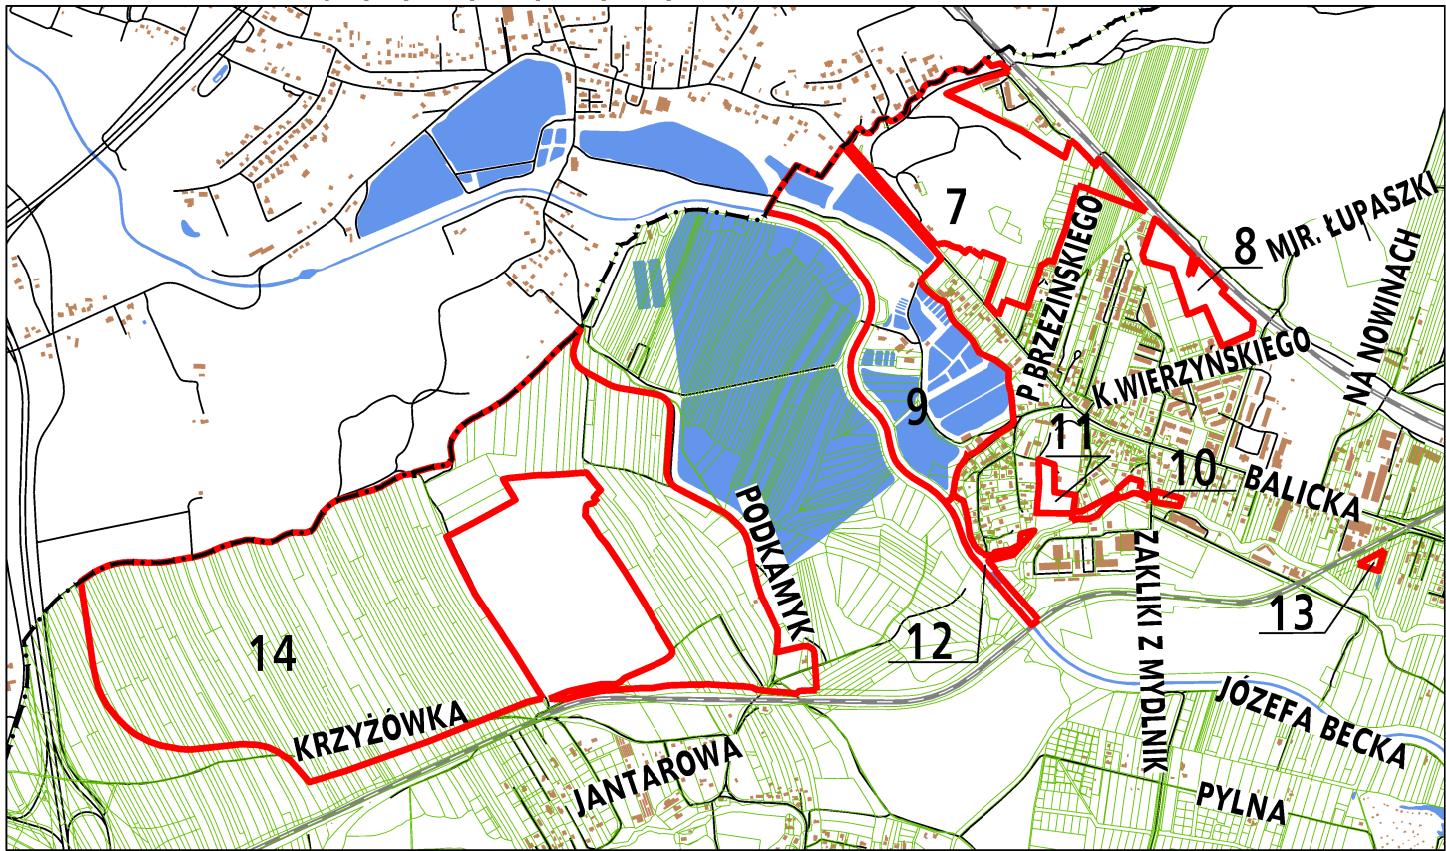 7
8
MJR. ŁUPASZKI
P.BRZEZIŃSKIEGO
NA NOWINACH
K.WIERZYŃSKIEGO
9
11
10
BALICKA
PODKAMYK
ZAKLIKI Z MYDLNIK
13
12
14
KRZYŻÓWKA
JÓZEFA BECKA
JANTAROWA
PYLNA